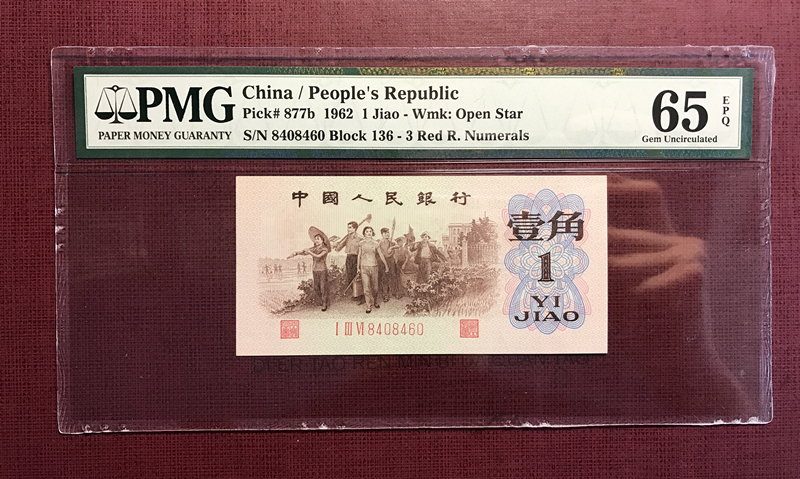 PMG
PAPER MONEY GUARANTY
China / People's Republic
Pick# 877b 1962 1 Jiao - Wmk: Open Star
S/N 8408460 Block 136 - 3 Red R. Numerals
65 EPQ
Gem Uncirculated
中國人民銀行
壹角
1
YI
JIAO
I III VI 8408460